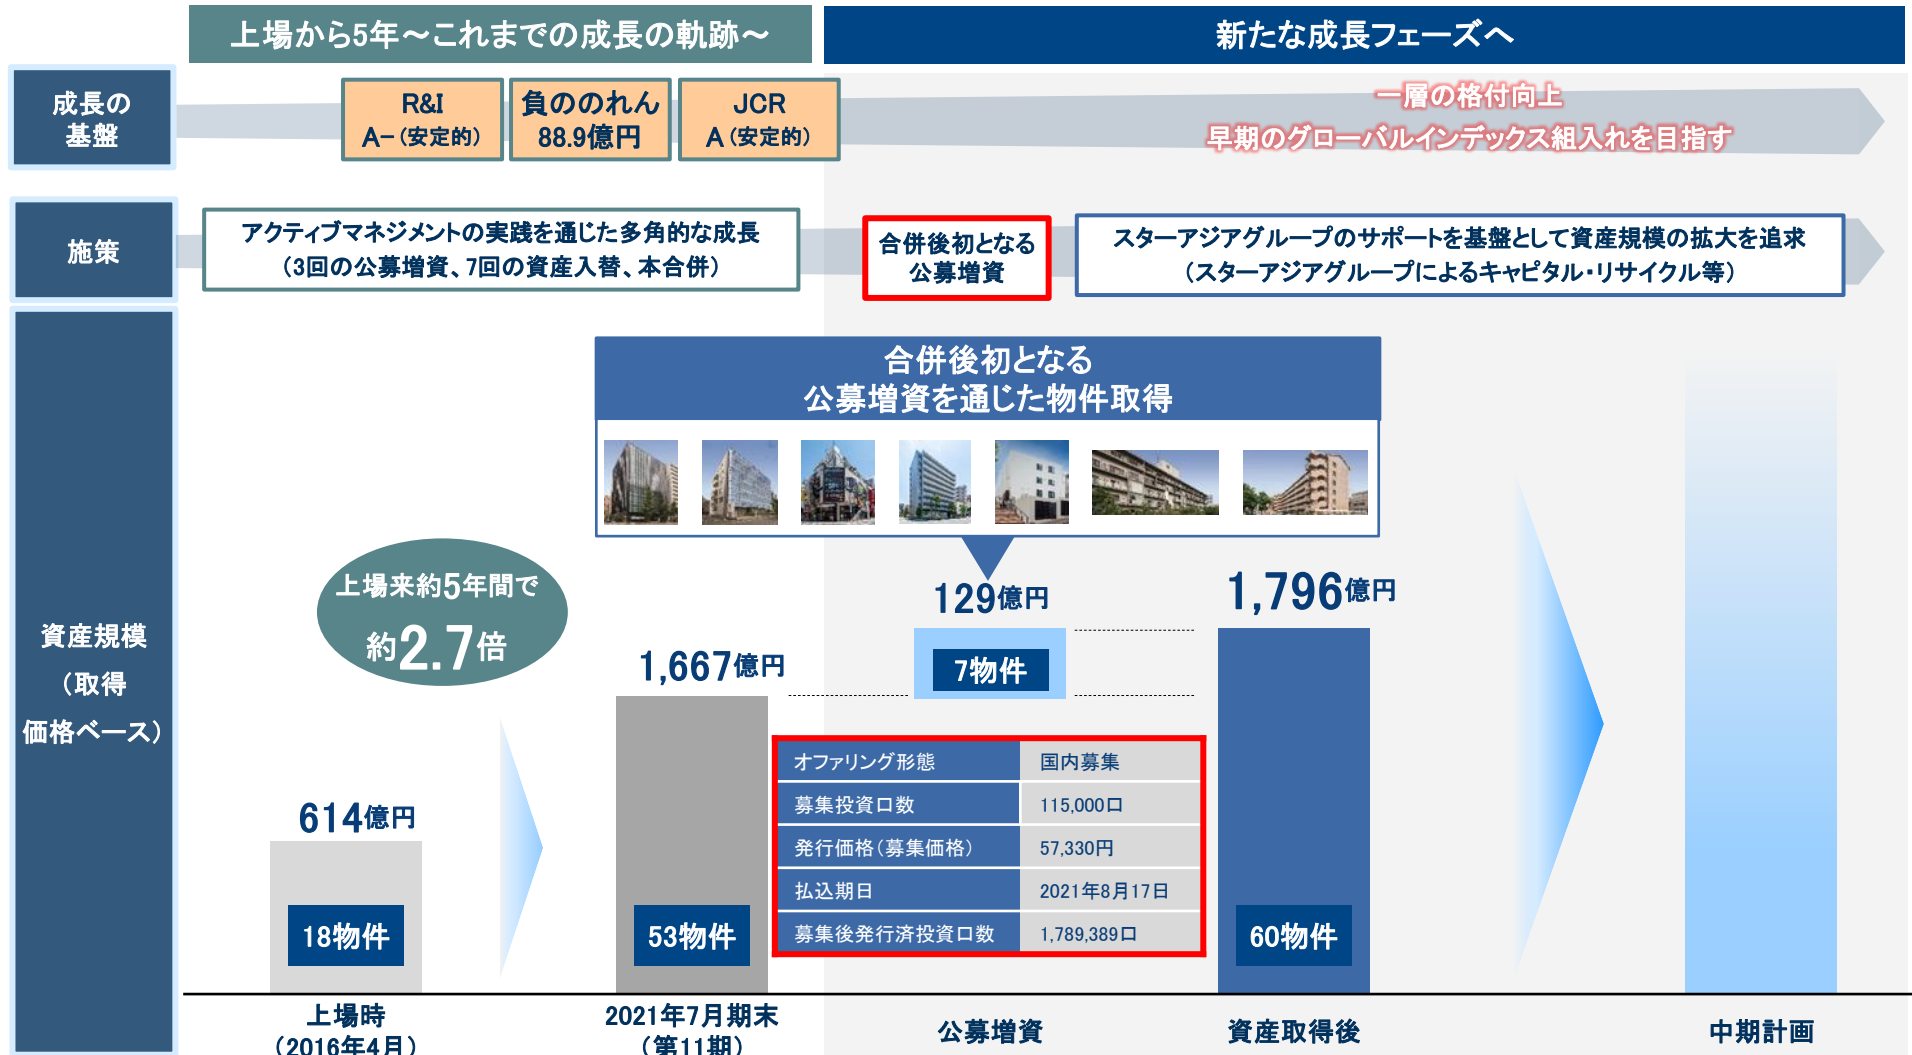 上場から5年～これまでの成長の軌跡～
新たな成長フェーズへ
成長の
基盤
R&I
A-(安定的)
負ののれん
88.9億円
JCR
A(安定的)
一層の格付向上
早期のグローバルインデックス組入れを目指す
施策
アクティブマネジメントの実践を通じた多角的な成長
(3回の公募増資、7回の資産入替、本合併)
合併後初となる
公募増資
スターアジアグループのサポートを基盤として資産規模の拡大を追求
(スターアジアグループによるキャピタル・リサイクル等)
資産規模
(取得
価格ベース)
合併後初となる
公募増資を通じた物件取得
上場来約5年間で
約2.7倍
614億円
18物件
1,667億円
53物件
129億円
7物件
1,796億円
60物件
オファリング形態 国内募集
募集投資口数 115,000口
発行価格(募集価格) 57,330円
払込期日 2021年8月17日
募集後発行済投資口数 1,789,389口
上場時
(2016年4月)
2021年7月期末
(第11期)
公募増資
資産取得後
中期計画